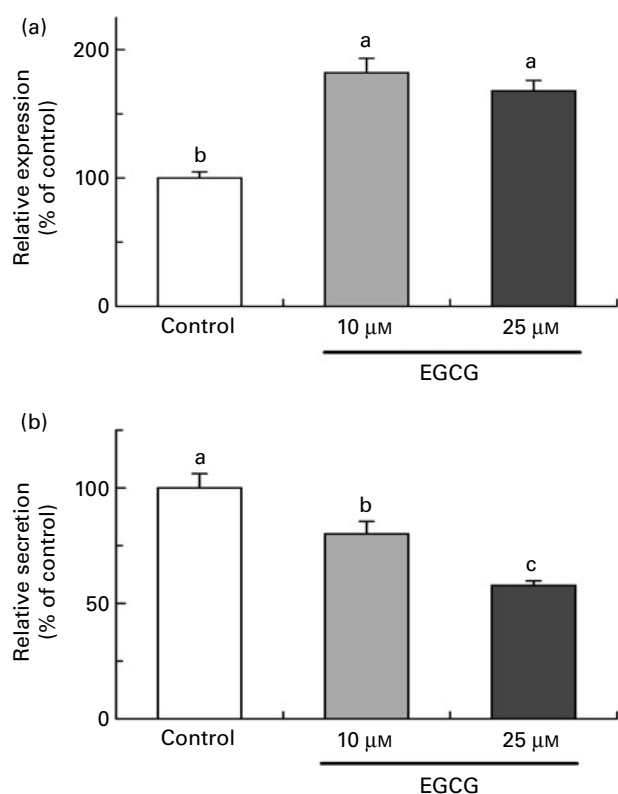 (a)
Relative expression
(% of control)
200
100
0
b
a
a
Control
10 μM
25 μM
EGCG
(b)
Relative secretion
(% of control)
100
50
0
a
b
c
Control
10 μM
25 μM
EGCG